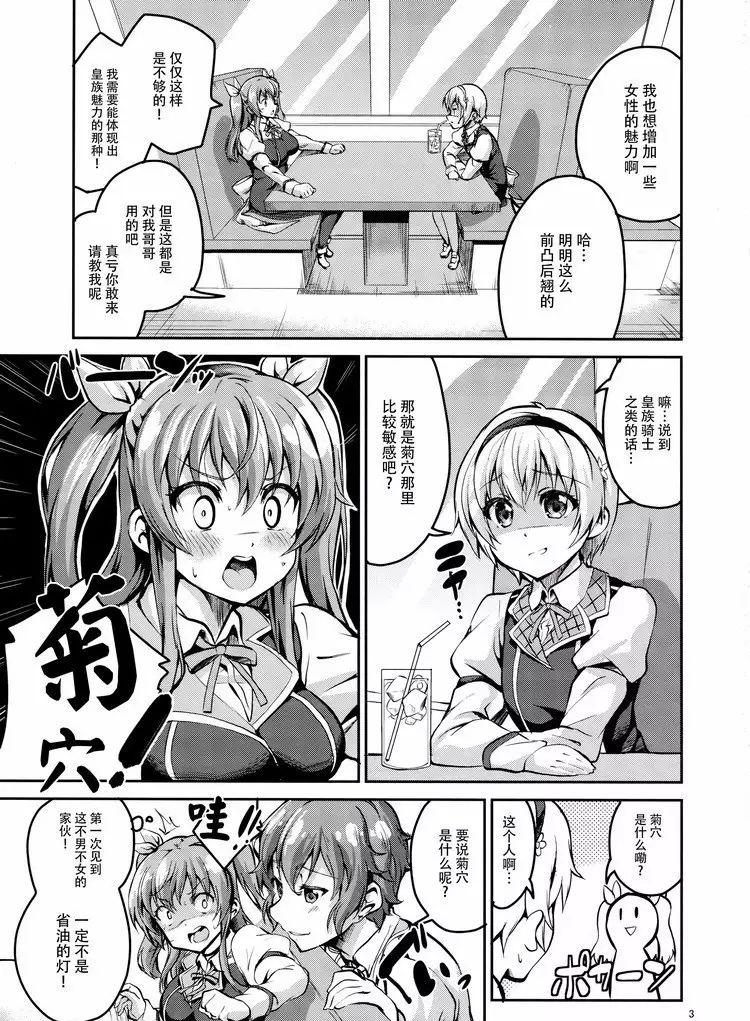 我也想增加一些
女性的魅力啊
哈…
明明这么
前凸后翘的
仅仅这样
是不够的！
我需要能体现出
皇族魅力的那种！
但是这都是
对我哥哥
用的吧
真亏你敢来
请教我呢
嘛…说到
皇族骑士
之类的话…
那就是菊穴那里
比较敏感吧？
ニヤ
ガーーーン
菊
穴！
菊穴
是什么嘞？
这个人啊…
ポカーン
要说菊穴
是什么呢？
哇!!
第一次见到
这不男不女的
家伙！
一定不是
省油的灯！
3